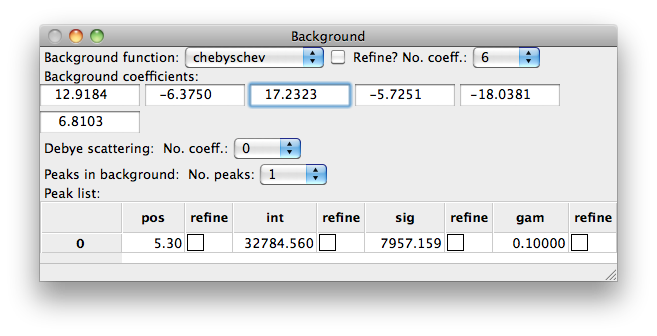 Background
Background function: chebyschev Refine? No. coeff.: 6
Background coefficients:
12.9184 −6.3750 17.2323 −5.7251 −18.0381
6.8103
Debye scattering: No. coeff.: 0
Peaks in background: No. peaks: 1
Peak list:
pos refine int refine sig refine gam refine
0 5.30 32784.560 7957.159 0.10000